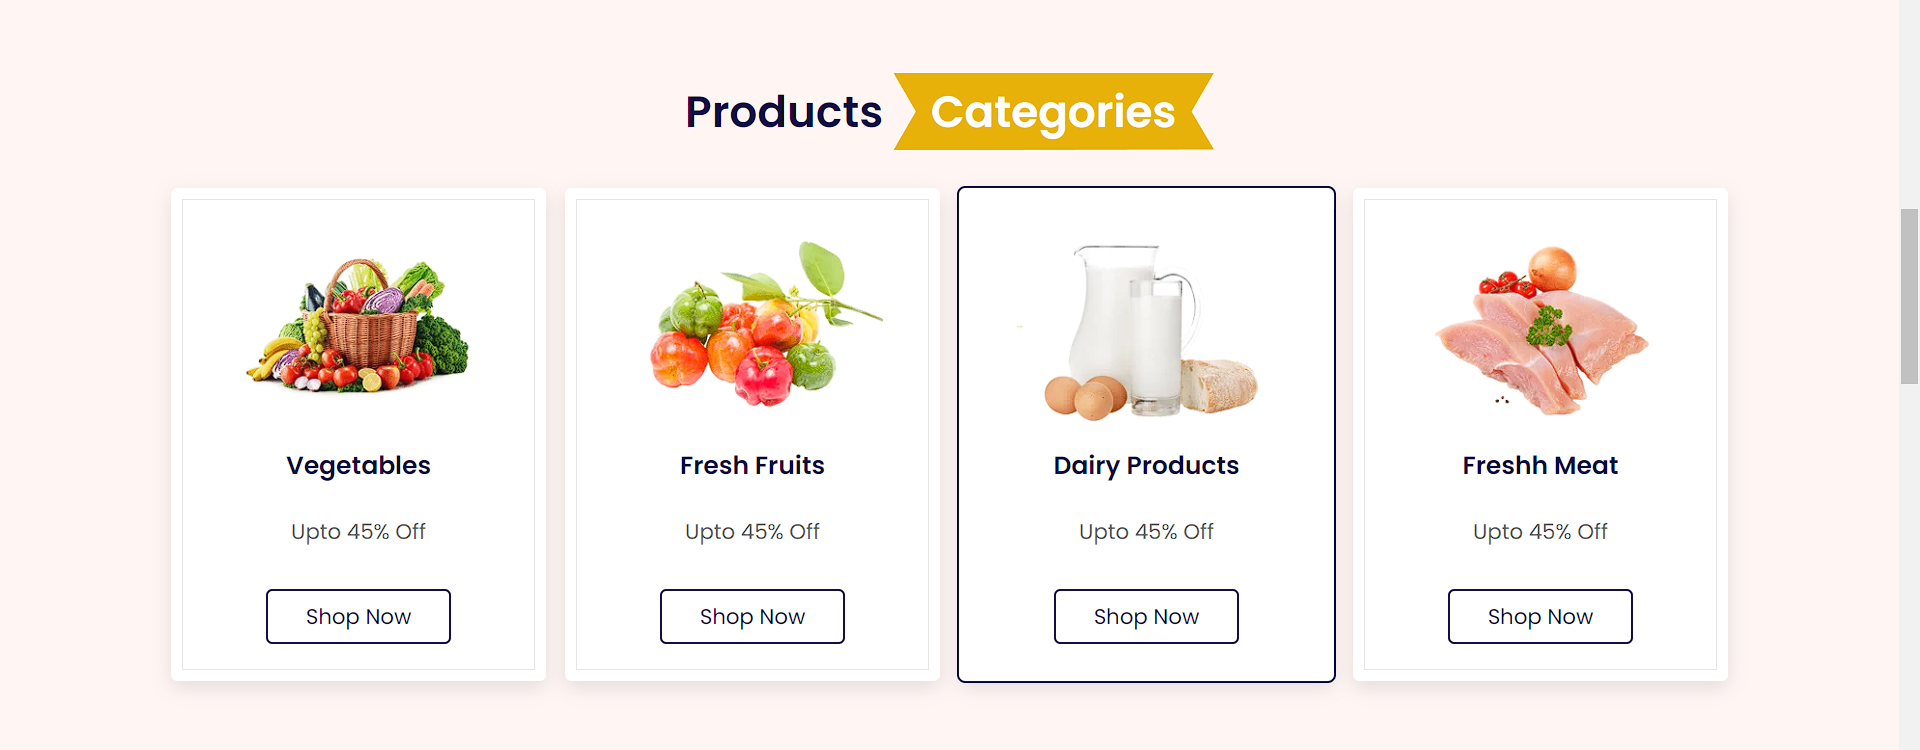 Products Categories
Vegetables
Upto 45% Off
Shop Now
Fresh Fruits
Upto 45% Off
Shop Now
Dairy Products
Upto 45% Off
Shop Now
Freshh Meat
Upto 45% Off
Shop Now